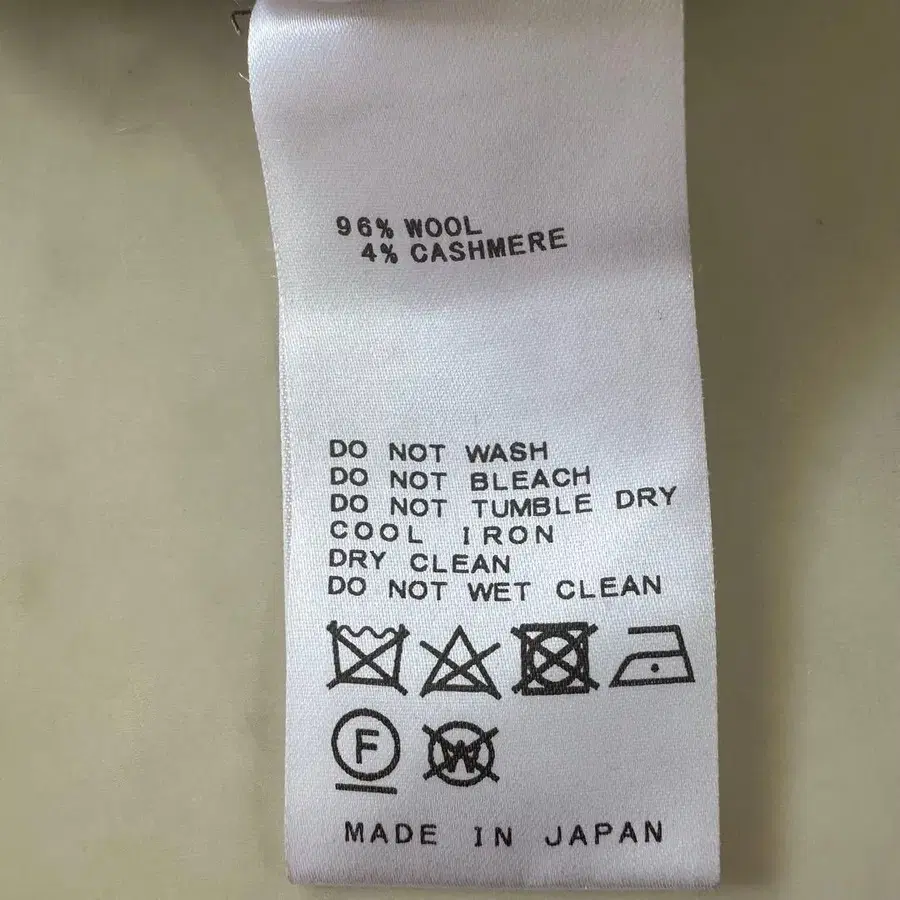 96% WOOL
4% CASHMERE
DO NOT WASH
DO NOT BLEACH
DO NOT TUMBLE DRY
COOL IRON
DRY CLEAN
DO NOT WET CLEAN
F W
MADE IN JAPAN